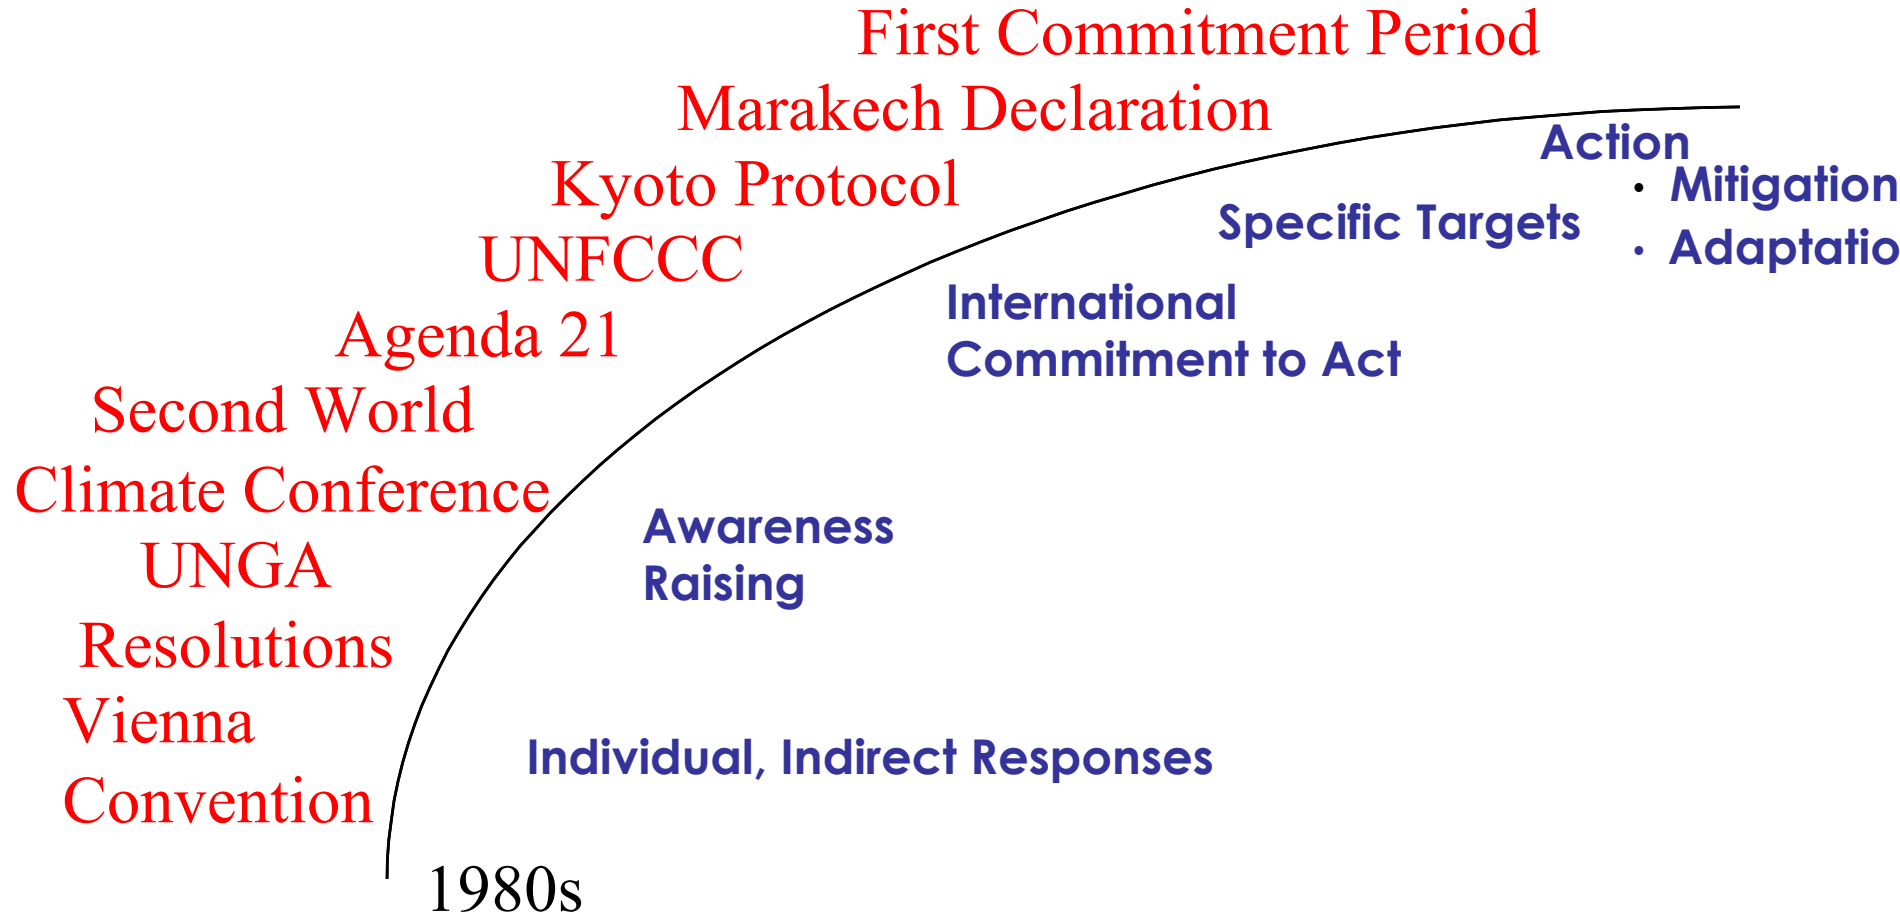 First Commitment Period
Marakech Declaration
Action
Kyoto Protocol
• Mitigation
Specific Targets
UNFCCC
• Adaptatio
International
Commitment to Act
Agenda 21
Second World
Climate Conference
Awareness
Raising
UNGA
Resolutions
Vienna
Convention
Individual, Indirect Responses
1980s